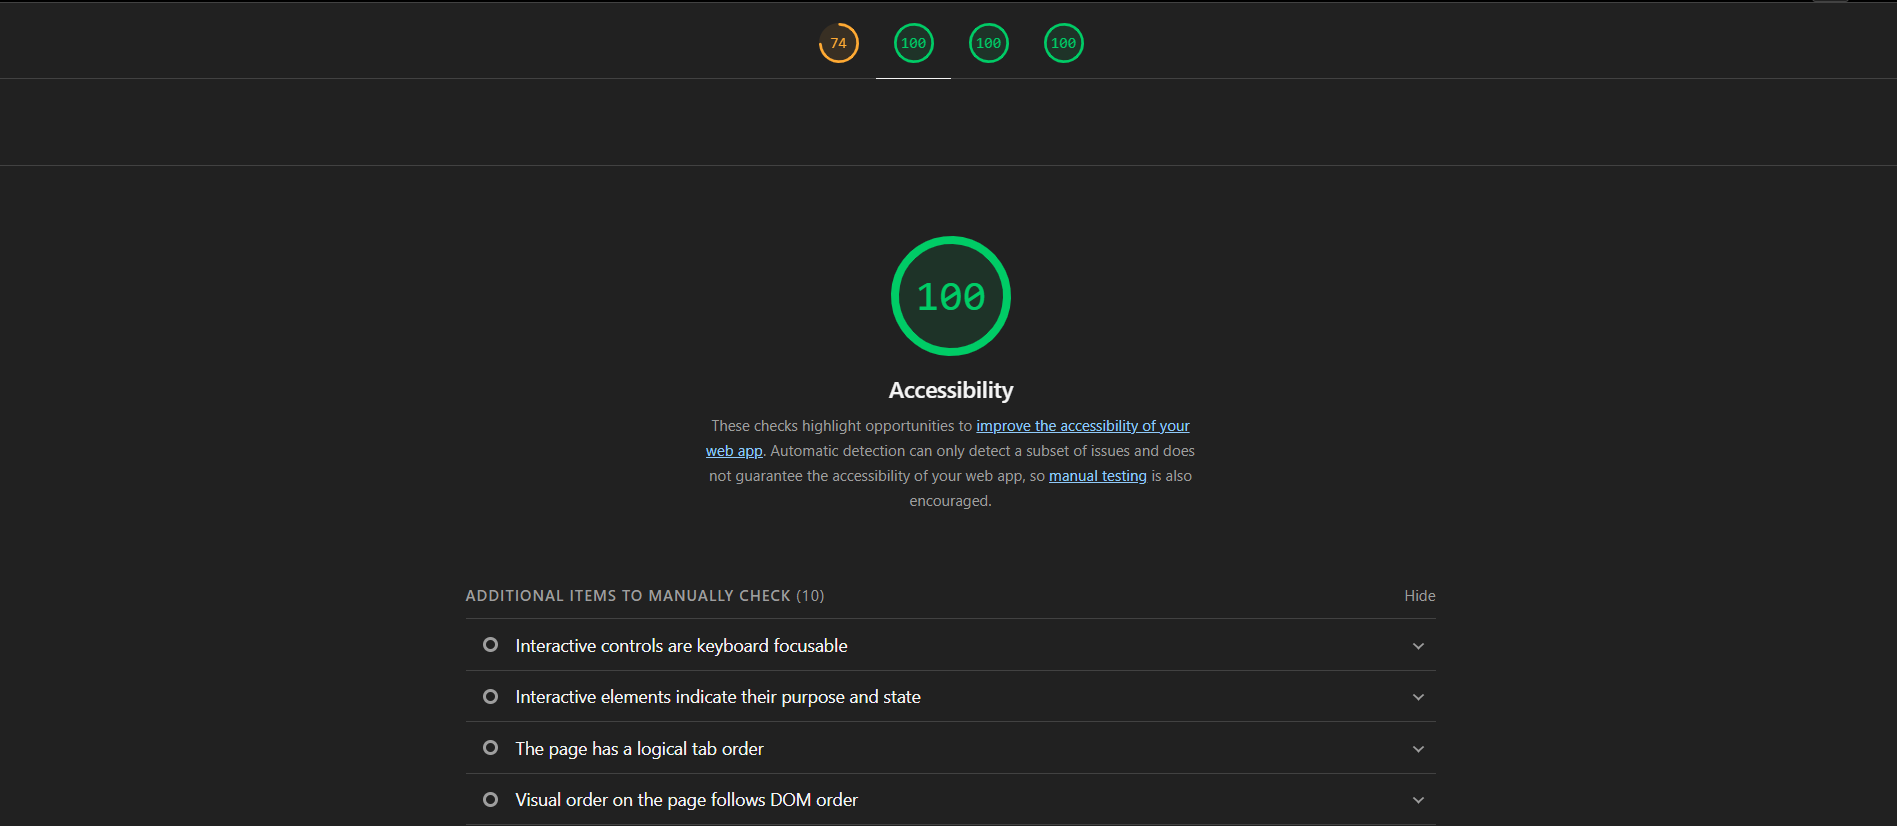 74 100 100 100
100
Accessibility
These checks highlight opportunities to improve the accessibility of your
web app. Automatic detection can only detect a subset of issues and does
not guarantee the accessibility of your web app, so manual testing is also
encouraged.
ADDITIONAL ITEMS TO MANUALLY CHECK (10) Hide
Interactive controls are keyboard focusable
Interactive elements indicate their purpose and state
The page has a logical tab order
Visual order on the page follows DOM order